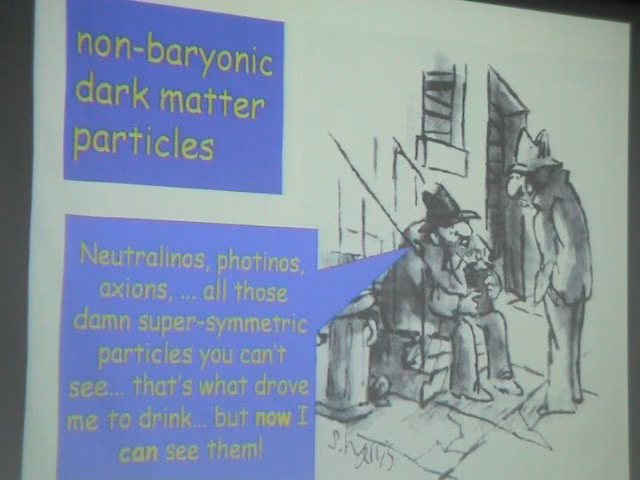 non-baryonic
dark matter
particles
Neutralinos, photinos,
axions, ... all those
damn super-symmetric
particles you can't
see... that's what drove
me to drink... but now I
can see them!